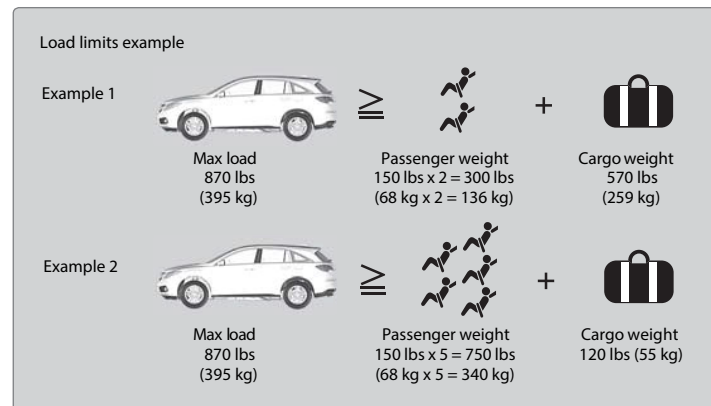 Load limits example
Example 1
Max load
870 lbs
(395 kg)
≧
Passenger weight
150 lbs x 2 = 300 lbs
(68 kg x 2 = 136 kg)
+
Cargo weight
570 lbs
(259 kg)
Example 2
Max load
870 lbs
(395 kg)
≧
Passenger weight
150 lbs x 5 = 750 lbs
(68 kg x 5 = 340 kg)
+
Cargo weight
120 lbs (55 kg)